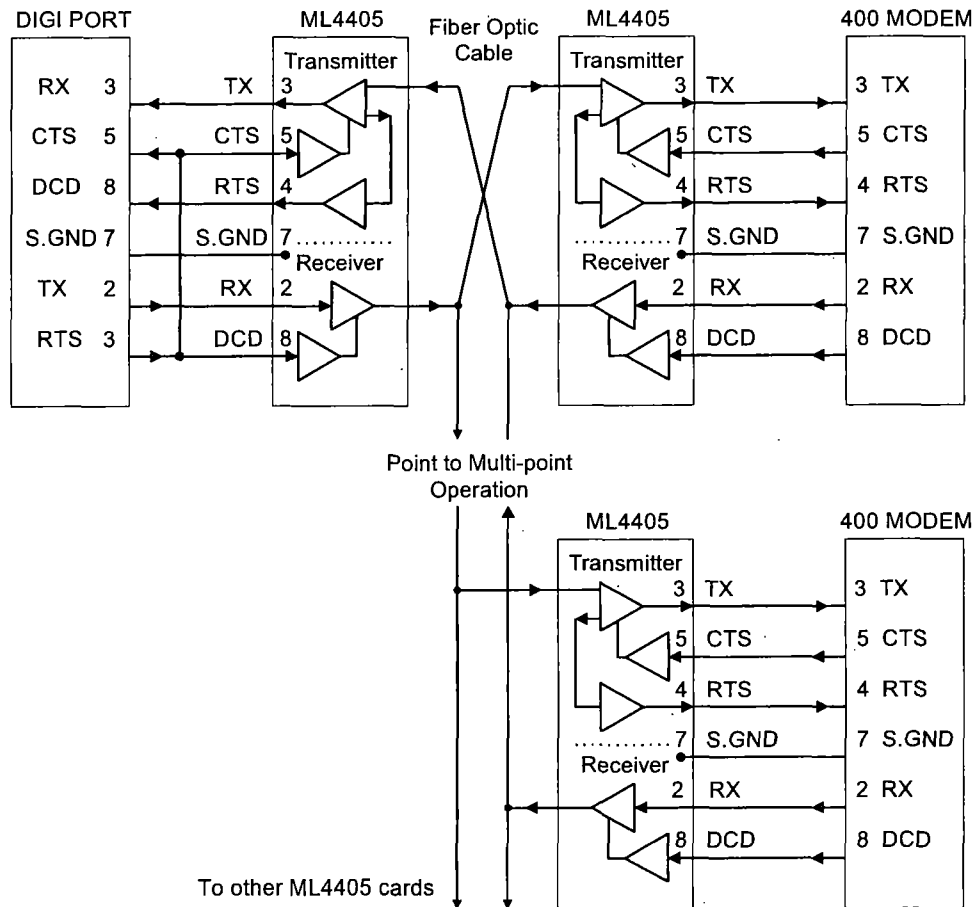 DIGI PORT ML4405 Fiber Optic ML4405 400 MODEM
Cable
Transmitter Transmitter
RX 3 TX 3 3 TX 3 TX
CTS 5 CTS 5 5 CTS 5 CTS
DCD 8 RTS 4 4 RTS 4 RTS
S.GND 7 S.GND 7 7 S.GND 7 S.GND
Receiver Receiver
TX 2 RX 2 2 RX 2 RX
RTS 3 DCD 8 8 DCD 8 DCD
Point to Multi-point
Operation
ML4405 400 MODEM
Transmitter
3 TX 3 TX
5 CTS 5 CTS
4 RTS 4 RTS
7 S.GND 7 S.GND
Receiver
2 RX 2 RX
8 DCD 8 DCD
To other ML4405 cards